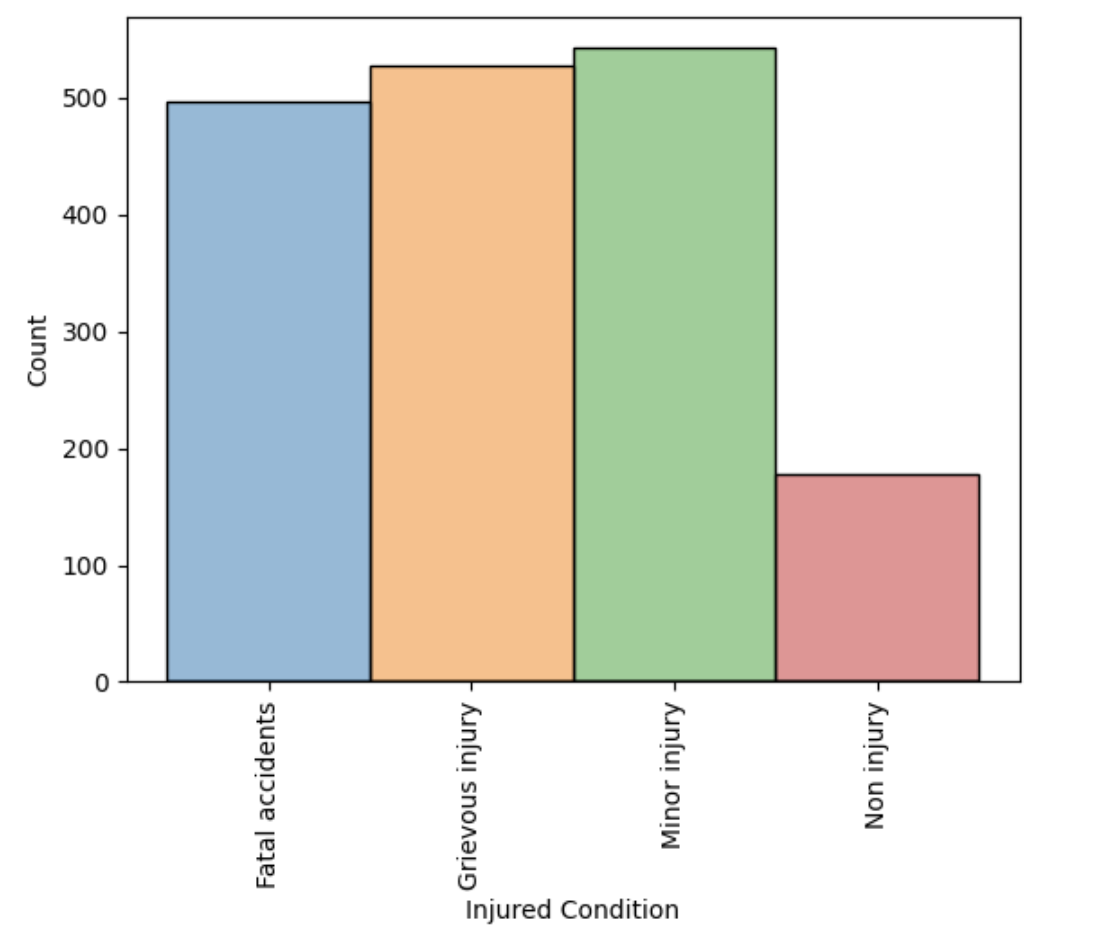 500
400
300
200
100
0
Count
Fatal accidents
Grievous injury
Minor injury
Non injury
Injured Condition